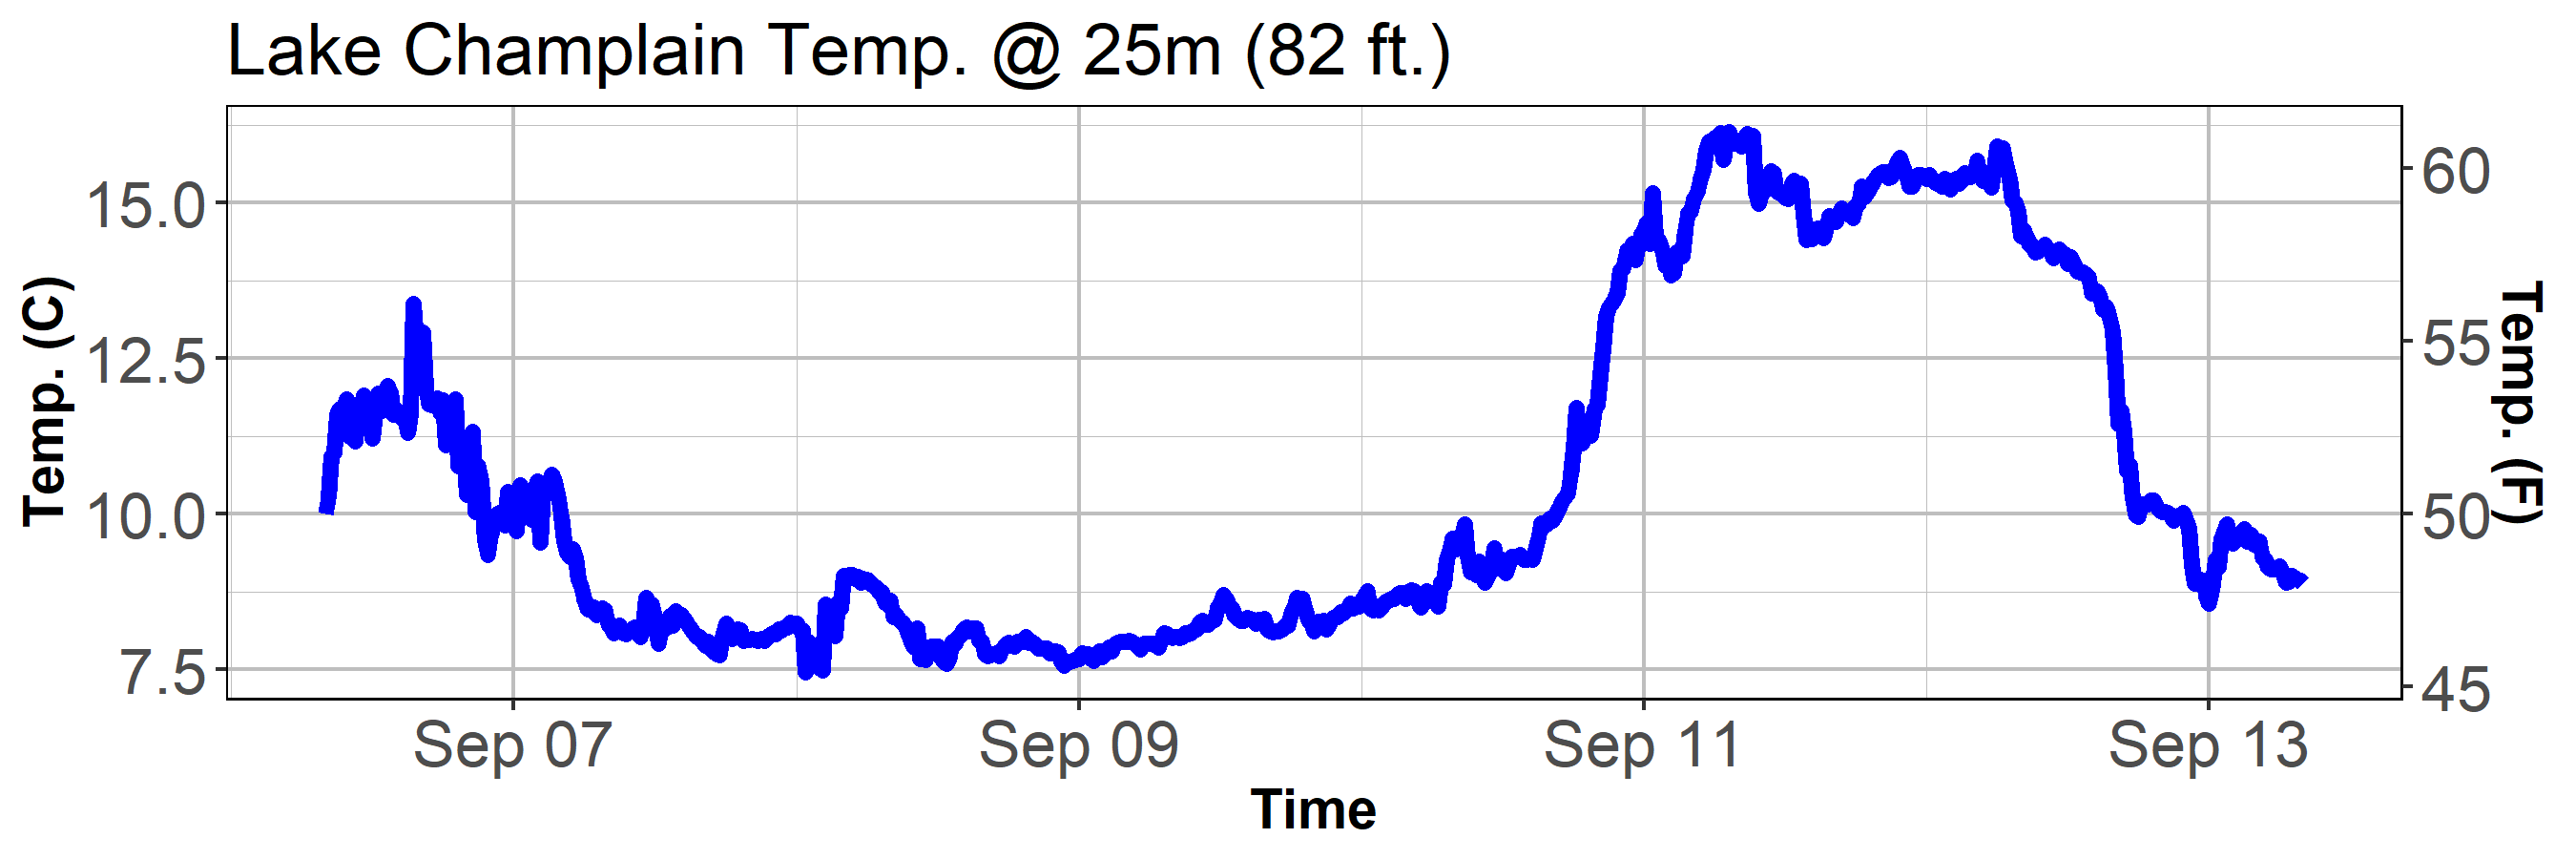 Lake Champlain Temp. @ 25m (82 ft.)
Temp. (C)
15.0
12.5
10.0
7.5
60
55
50
45
Temp. (F)
Sep 07 Sep 09 Sep 11 Sep 13
Time